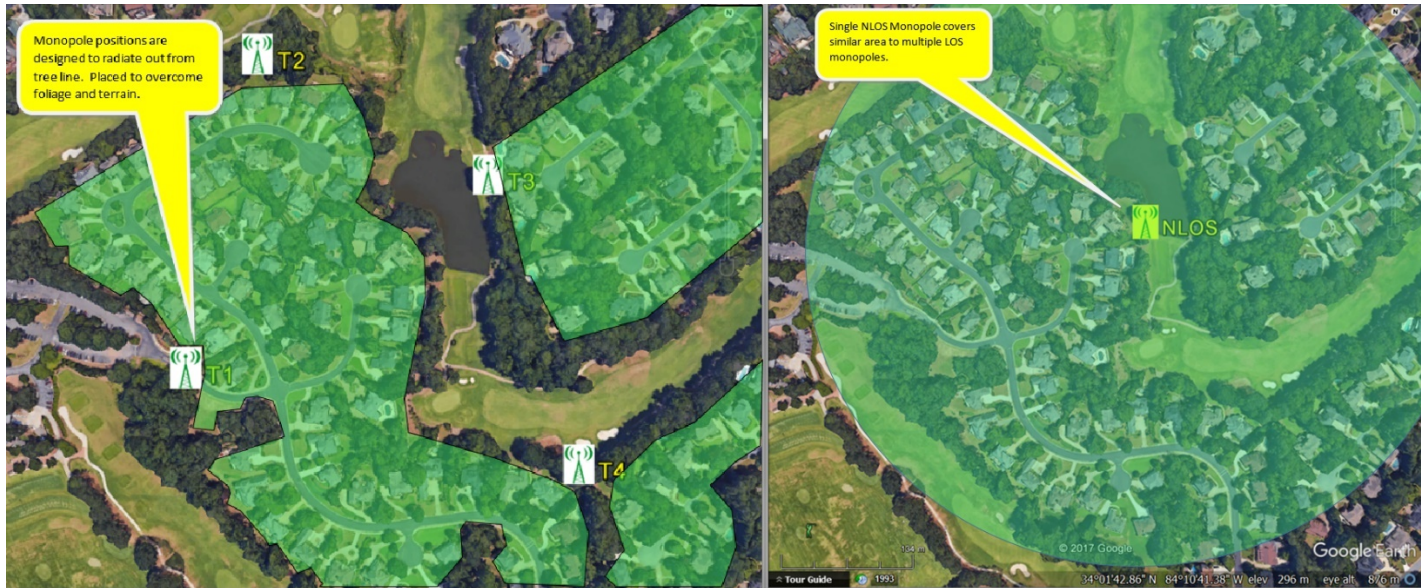 Monopole positions are
designed to radiate out from
tree line. Placed to overcome
foliage and terrain.
T2
T3
T1
T4
Single NLOS Monopole covers
similar area to multiple LOS
monopoles.
N
NLOS
© 2017 Google
Google Earth
Tour Guide
1993
34°01'42.86" N 84°10'41.38" W elev 296 m eye alt 876 m